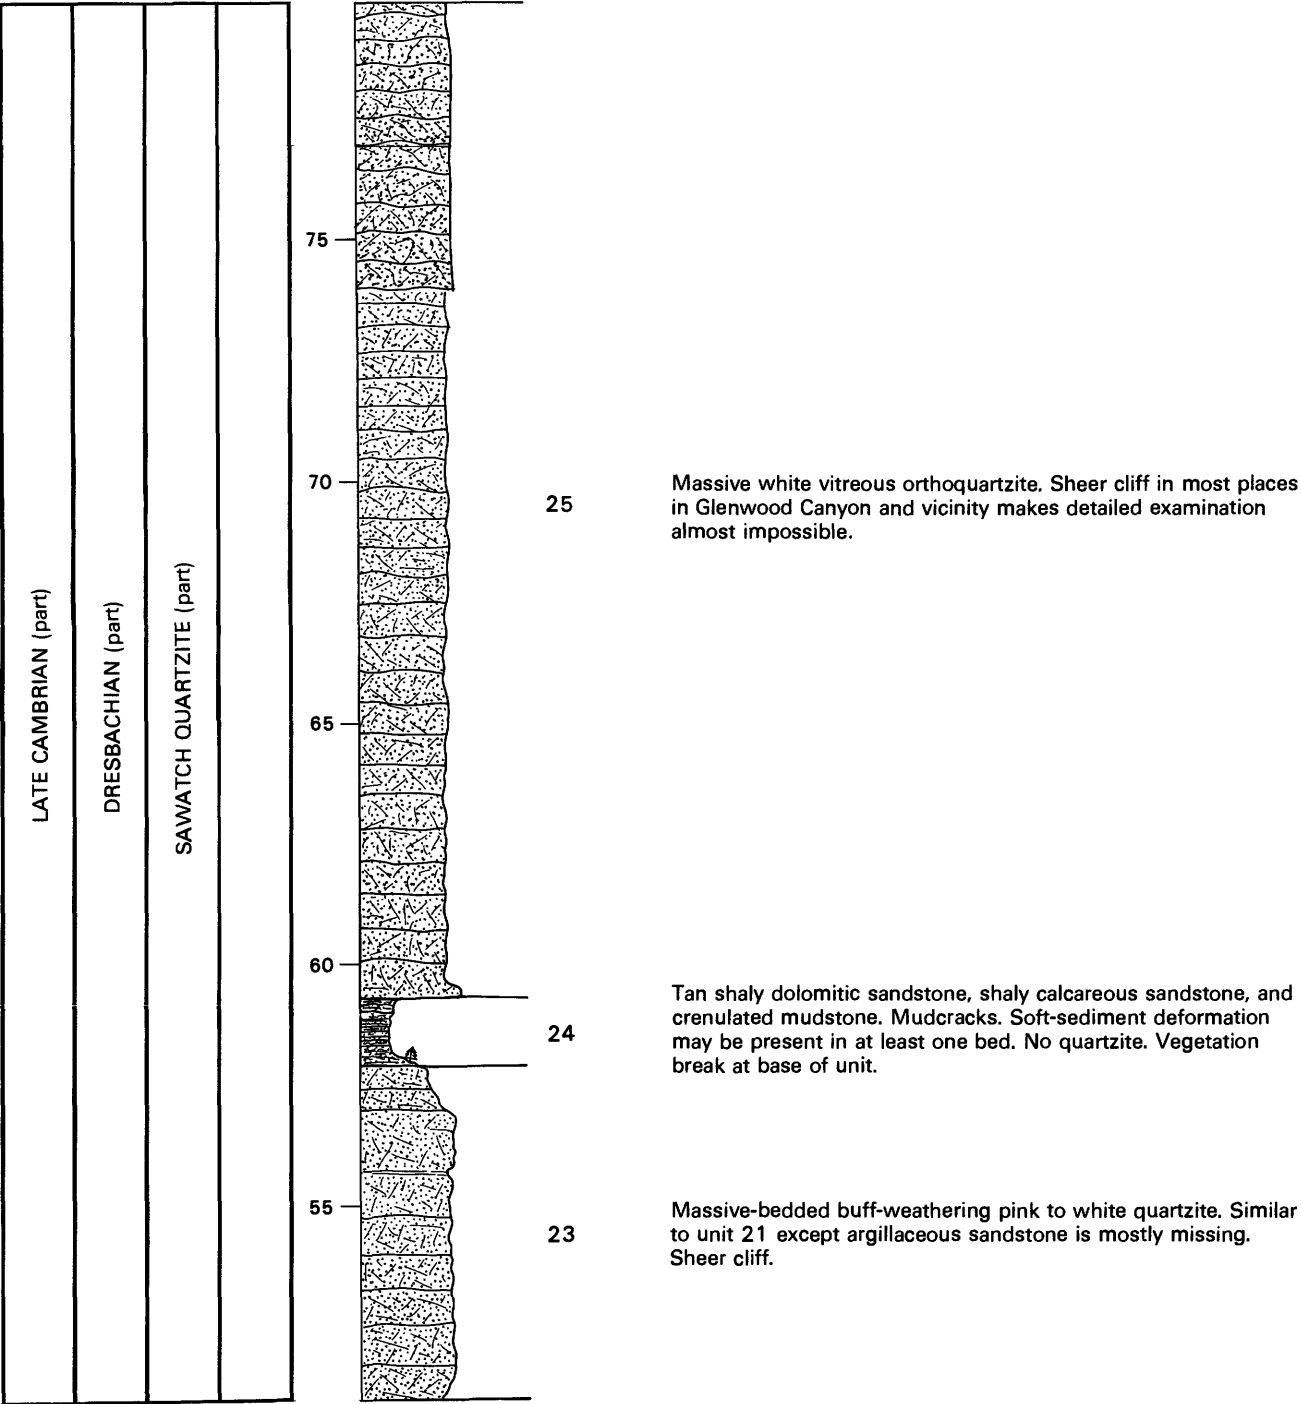 LATE CAMBRIAN (part)
DRESBACHIAN (part)
SAWATCH QUARTZITE (part)
75
70
65
60
55
25
Massive white vitreous orthoquartzite. Sheer cliff in most places
in Glenwood Canyon and vicinity makes detailed examination
almost impossible.
24
Tan shaly dolomitic sandstone, shaly calcareous sandstone, and
crenulated mudstone. Mudcracks. Soft-sediment deformation
may be present in at least one bed. No quartzite. Vegetation
break at base of unit.
23
Massive-bedded buff-weathering pink to white quartzite. Similar
to unit 21 except argillaceous sandstone is mostly missing.
Sheer cliff.